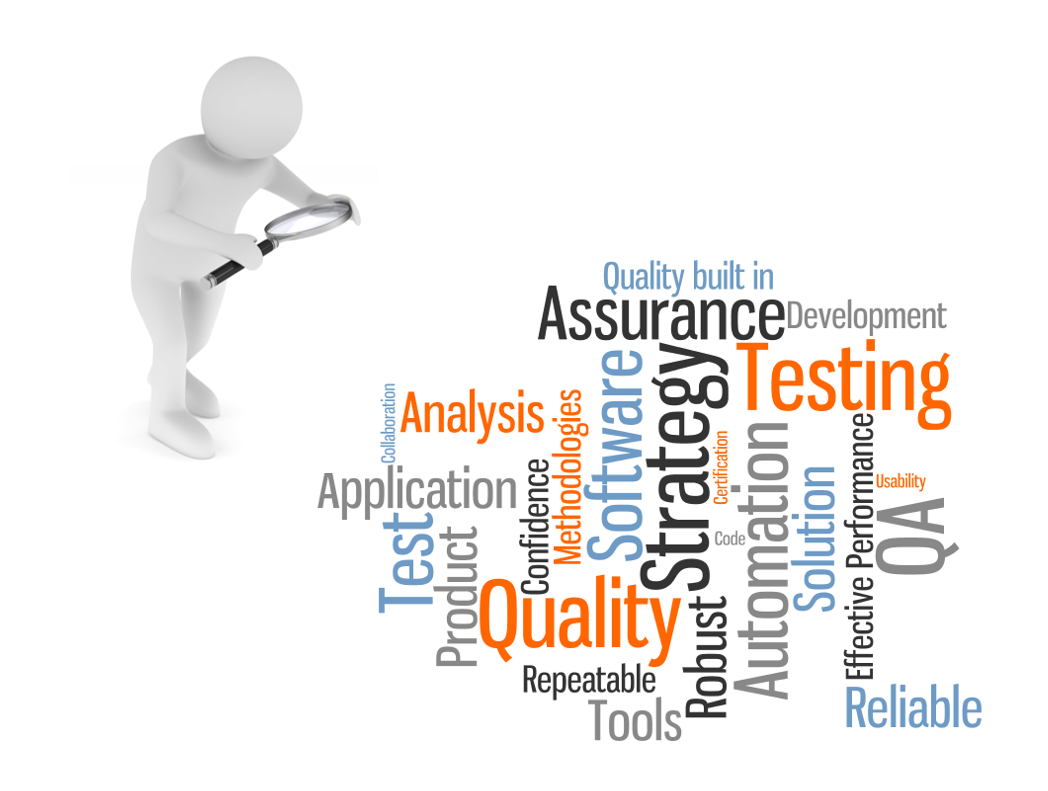 Quality built in
Assurance
Development
Testing
Software
Strategy
Collaboration
Analysis
Methodologies
Certification
Automation
Effective Performance
Application
Confidence
Solution
Usability
QA
Test
Product
Code
Quality
Robust
Repeatable
Tools
Reliable